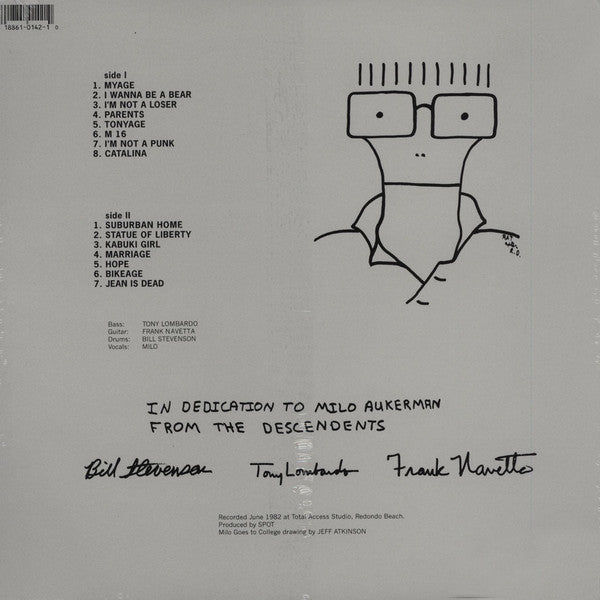 18861-0142-1 0
side I
1. MYAGE
2. I WANNA BE A BEAR
3. I'M NOT A LOSER
4. PARENTS
5. TONYAGE
6. M 16
7. I'M NOT A PUNK
8. CATALINA
side II
1. SUBURBAN HOME
2. STATUE OF LIBERTY
3. KABUKI GIRL
4. MARRIAGE
5. HOPE
6. BIKEAGE
7. JEAN IS DEAD
Bass: TONY LOMBARDO
Guitar: FRANK NAVETTA
Drums: BILL STEVENSON
Vocals: MILO
IN DEDICATION TO MILO AUKERMAN
FROM THE DESCENDENTS
Bill Stevenson Tony Lombardo Frank Navetta
Recorded June 1982 at Total Access Studio, Redondo Beach.
Produced by SPOT
Milo Goes to College drawing by JEFF ATKINSON